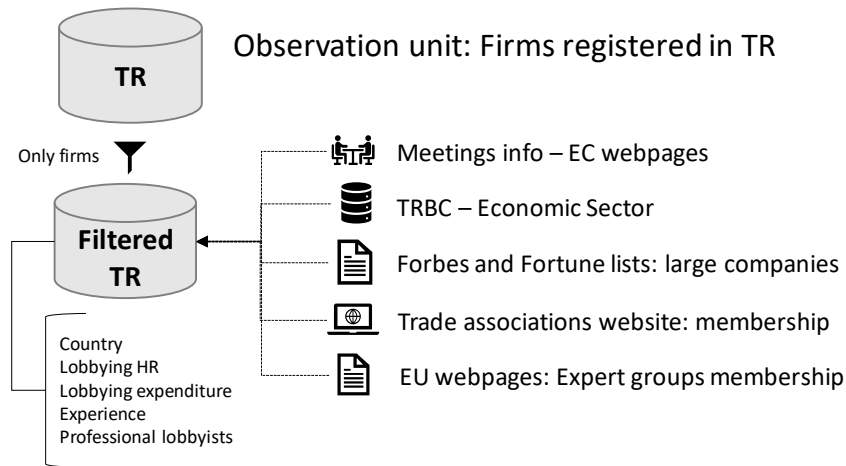 Observation unit: Firms registered in TR
TR
Only firms
Filtered
TR
Meetings info – EC webpages
TRBC – Economic Sector
Forbes and Fortune lists: large companies
Trade associations website: membership
EU webpages: Expert groups membership
Country
Lobbying HR
Lobbying expenditure
Experience
Professional lobbyists